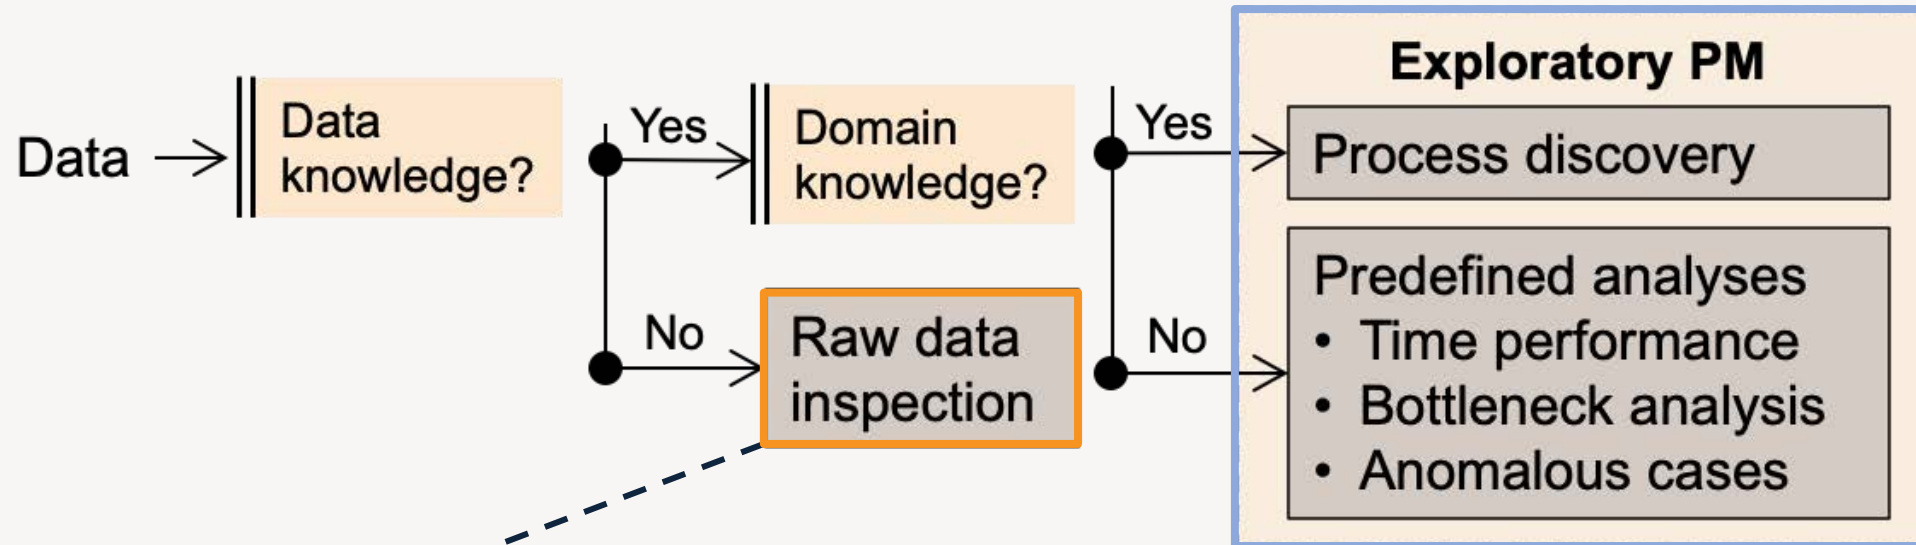 Data
Data
knowledge?
Yes
No
Domain
knowledge?
Raw data
inspection
Yes
No
Exploratory PM
Process discovery
Predefined analyses
• Time performance
• Bottleneck analysis
• Anomalous cases